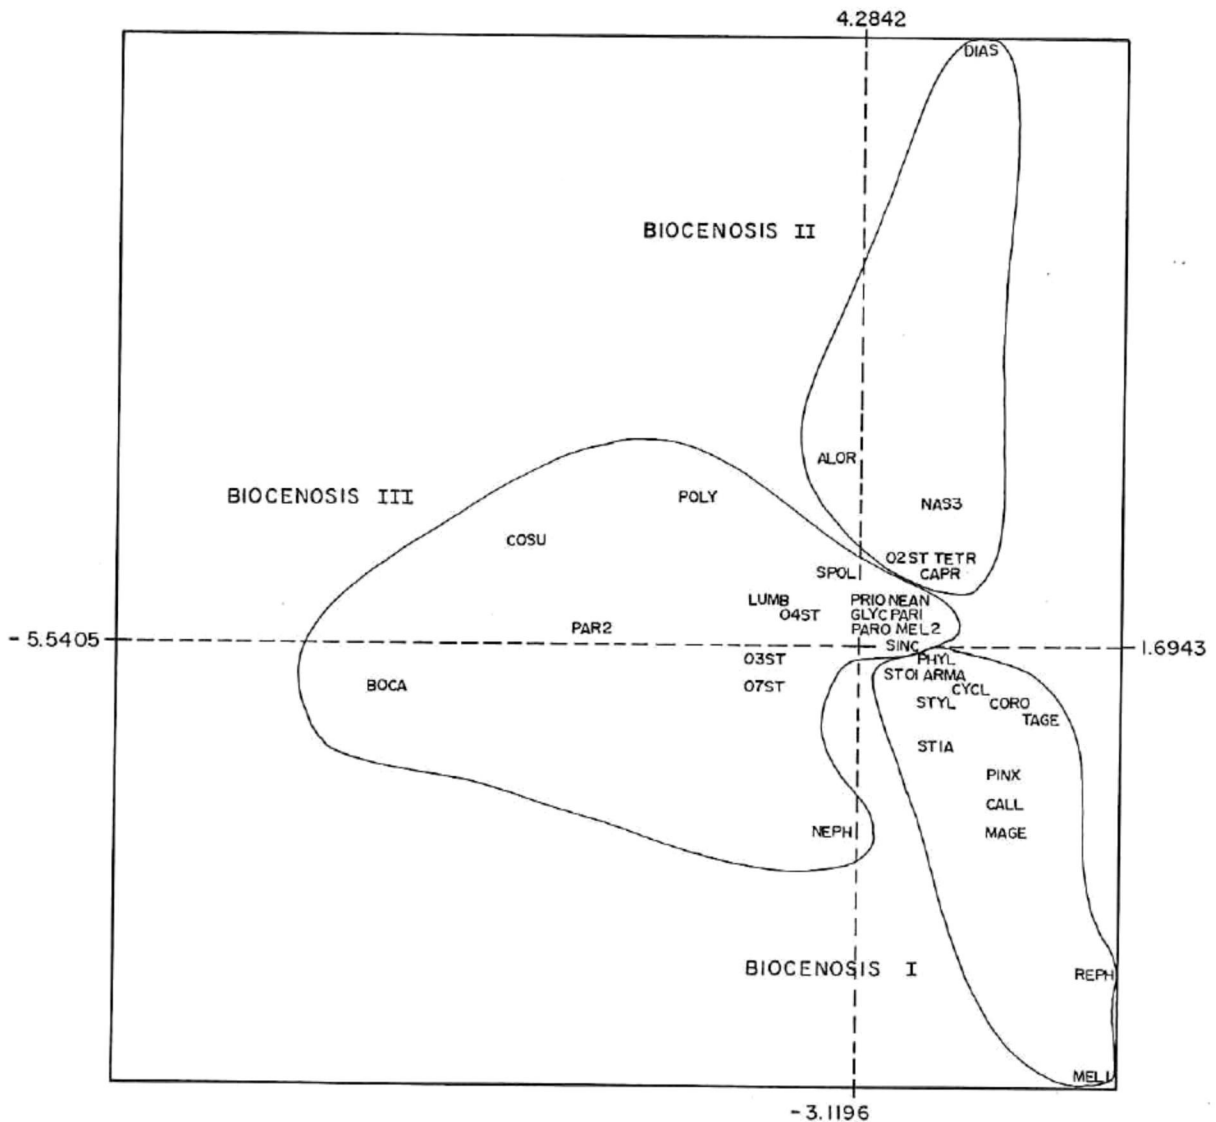 4.2842
DIAS
BIOCENOSIS II
ALOR
BIOCENOSIS III
POLY
NAS3
COSU
02ST TETR
SPOL
CAPR
LUMB
PRIO NEAN
04ST
GLYC PARI
PAR2
PARO MEL2
-5.5405
SINC
1.6943
03ST
PHYL
STOI ARMA
BOCA
07ST
CYCL
STYL
CORO
TAGE
STIA
PINX
CALL
NEPH
MAGE
BIOCENOSIS I
REPH
MEL1
-3.1196